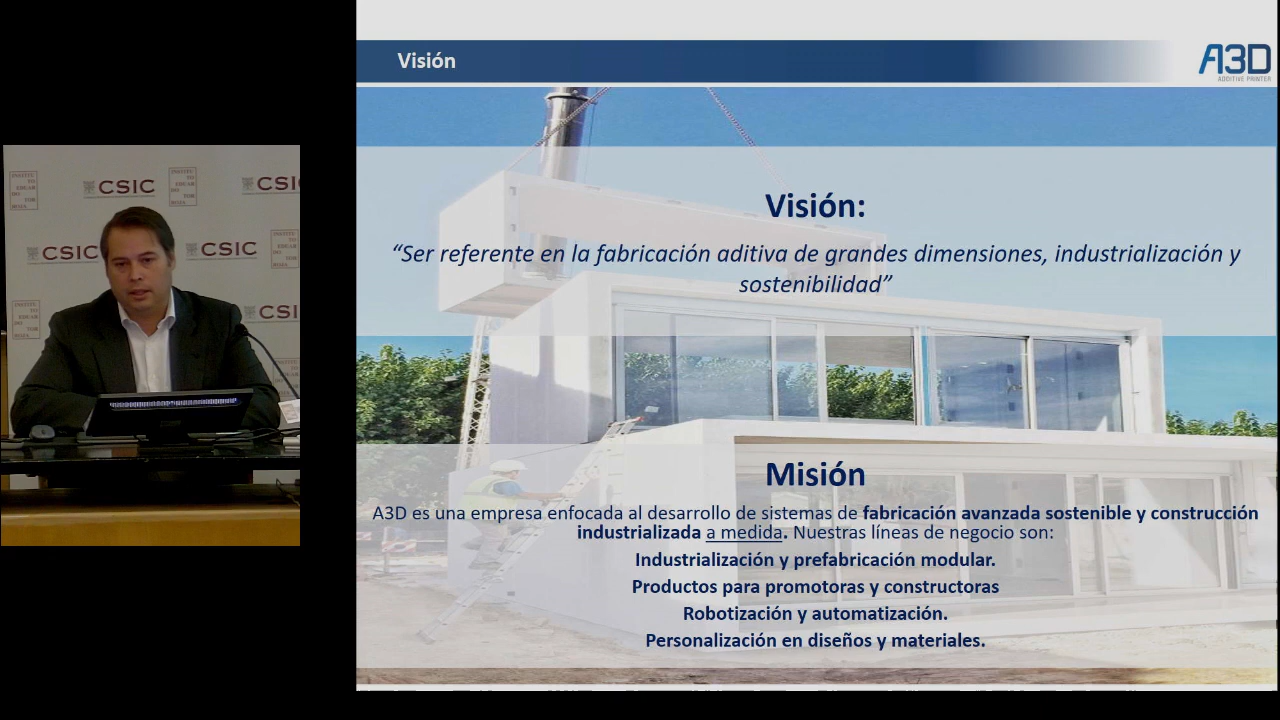 Visión
A3D
ADDITIVE PRINTER
Visión:
“Ser referente en la fabricación aditiva de grandes dimensiones, industrialización y
sostenibilidad”
Misión
A3D es una empresa enfocada al desarrollo de sistemas de fabricación avanzada sostenible y construcción
industrializada a medida. Nuestras líneas de negocio son:
Industrialización y prefabricación modular.
Productos para promotoras y constructoras
Robotización y automatización.
Personalización en diseños y materiales.
CSIC
CSI
CSIC
CSIC
CSIC